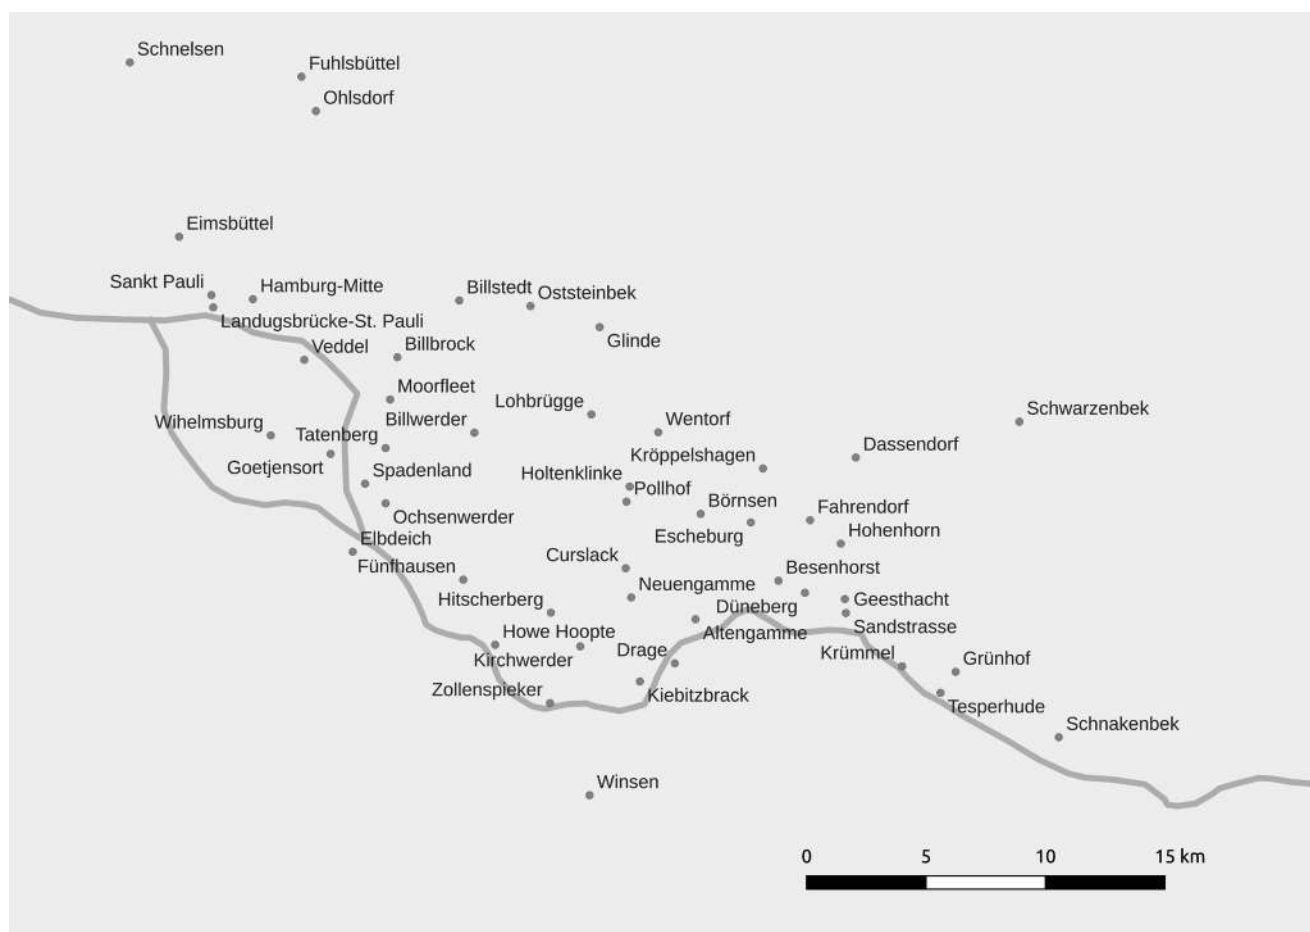 Schnelsen
Fuhlsbüttel
Ohlsdorf
Eimsbüttel
Sankt Pauli
Hamburg-Mitte
Billstedt
Oststeinbek
Landugsbrücke-St. Pauli
Glinde
Veddel
Billbrock
Moorfleet
Lohbrügge
Schwarzenbek
Wihelmsburg
Billwerder
Wentorf
Tatenberg
Dassendorf
Kröppelshagen
Goetjensort
Spadenland
Holtenklinke
Pollhof
Börnsen
Fahrendorf
Ochsenwerder
Escheburg
Hohenhorn
Elbdeich
Curslack
Fünfhausen
Besenhorst
Neuengamme
Hitscherberg
Düneberg
Geesthacht
Sandstrasse
Altengamme
Howe Hoopte
Drage
Krümmel
Grünhof
Kirchwerder
Zollenspieker
Kiebitzbrack
Tesperhude
Schnakenbek
Winsen
0 5 10 15 km